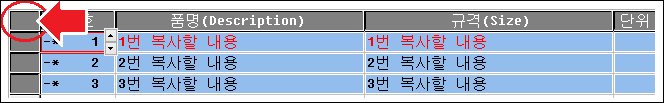 호 품명(Description) 규격(Size) 단위
-* 1 1번 복사할 내용 1번 복사할 내용
-* 2 2번 복사할 내용 2번 복사할 내용
-* 3 3번 복사할 내용 3번 복사할 내용